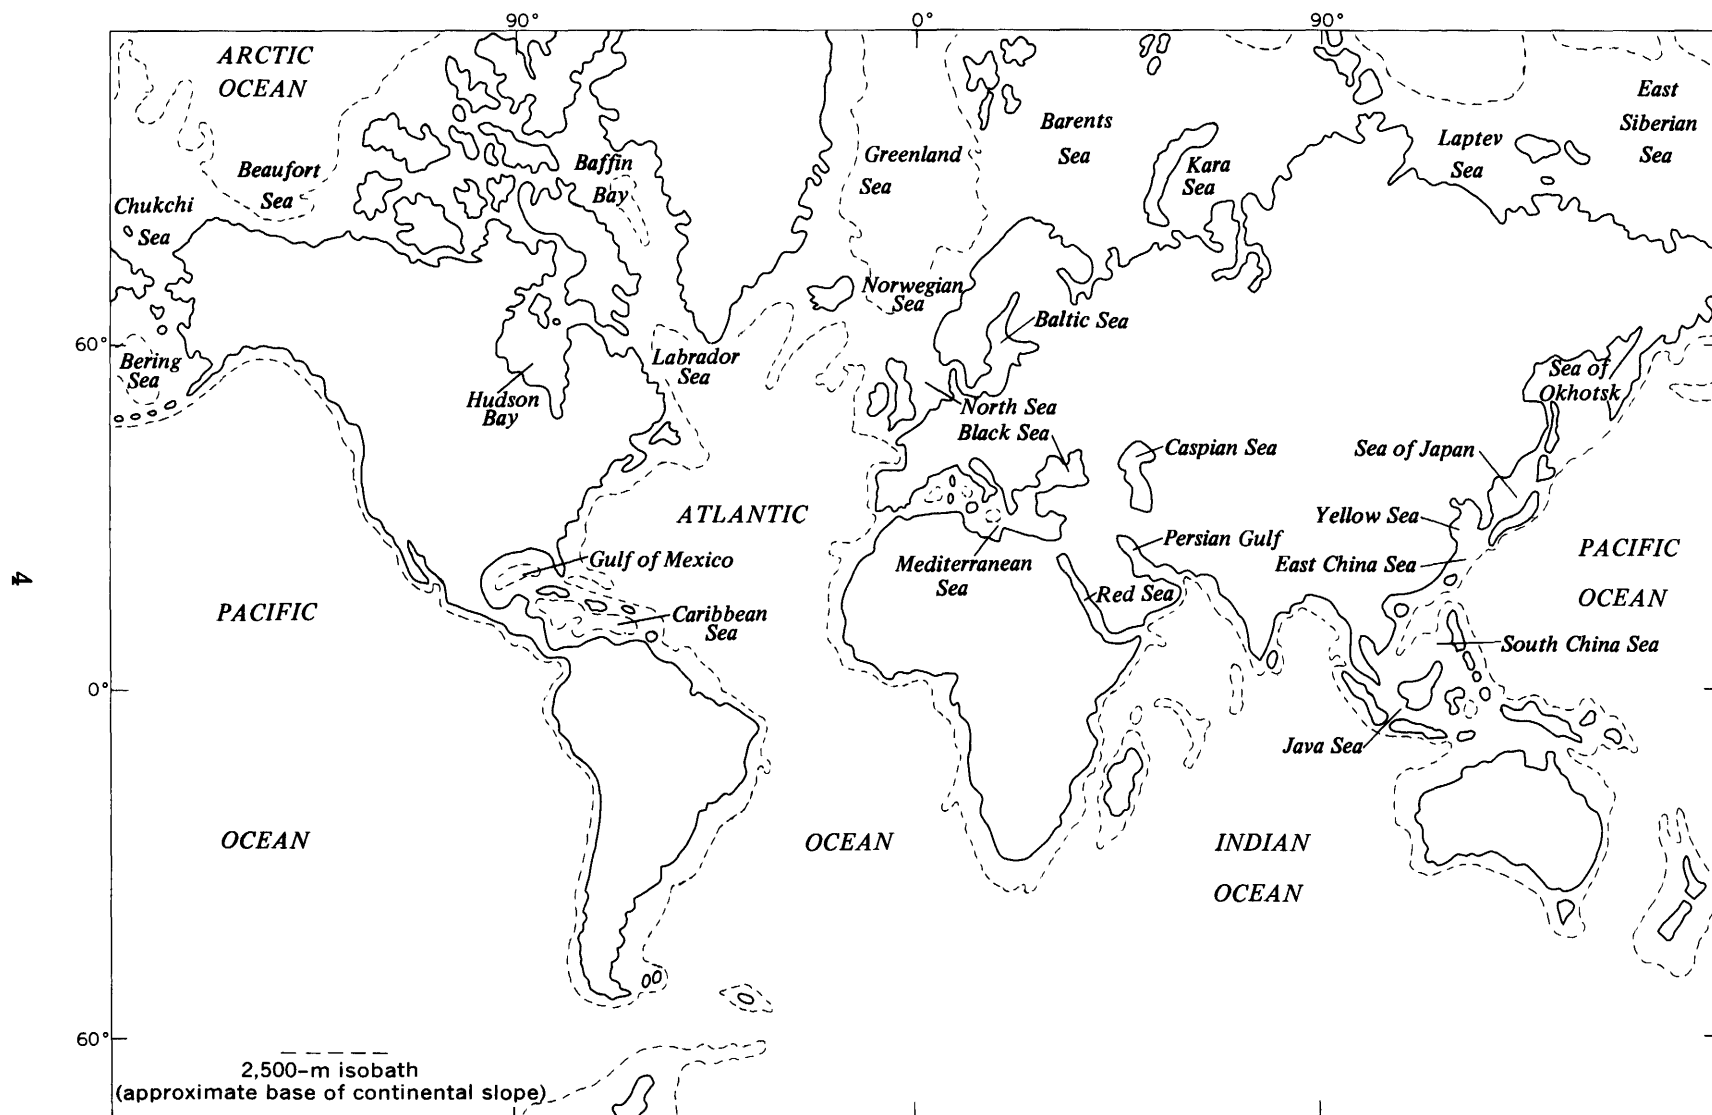 90°
0°
90°
ARCTIC
OCEAN
Beaufort
Sea
Chukchi
Sea
Baffin
Bay
Greenland
Sea
Barents
Sea
Kara
Sea
Laptev
Sea
East
Siberian
Sea
Norwegian
Sea
Baltic Sea
60°
Bering
Sea
Labrador
Sea
Hudson
Bay
North Sea
Black Sea
Caspian Sea
Sea of
Okhotsk
Sea of Japan
ATLANTIC
Yellow Sea
Persian Gulf
East China Sea
PACIFIC
OCEAN
Gulf of Mexico
Mediterranean
Sea
Red Sea
4
PACIFIC
Caribbean
Sea
South China Sea
0°
Java Sea
OCEAN
OCEAN
INDIAN
OCEAN
60°
2,500-m isobath
(approximate base of continental slope)